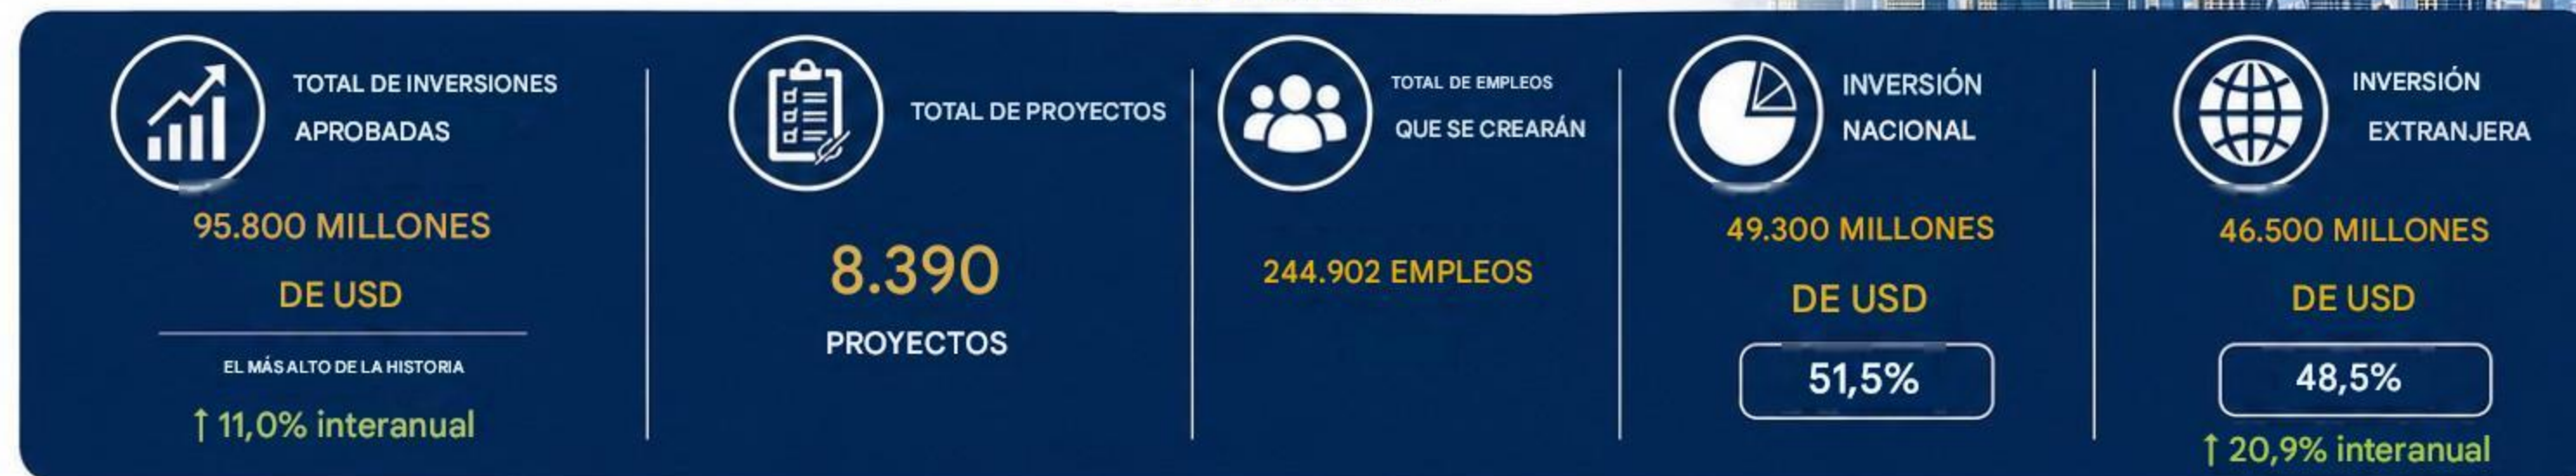 TOTAL DE INVERSIONES
APROBADAS
95.800 MILLONES
DE USD
EL MÁS ALTO DE LA HISTORIA
↑ 11,0% interanual
TOTAL DE PROYECTOS
8.390
PROYECTOS
TOTAL DE EMPLEOS
QUE SE CREARÁN
244.902 EMPLEOS
INVERSIÓN
NACIONAL
49.300 MILLONES
DE USD
51,5%
INVERSIÓN
EXTRANJERA
46.500 MILLONES
DE USD
48,5%
↑ 20,9% interanual